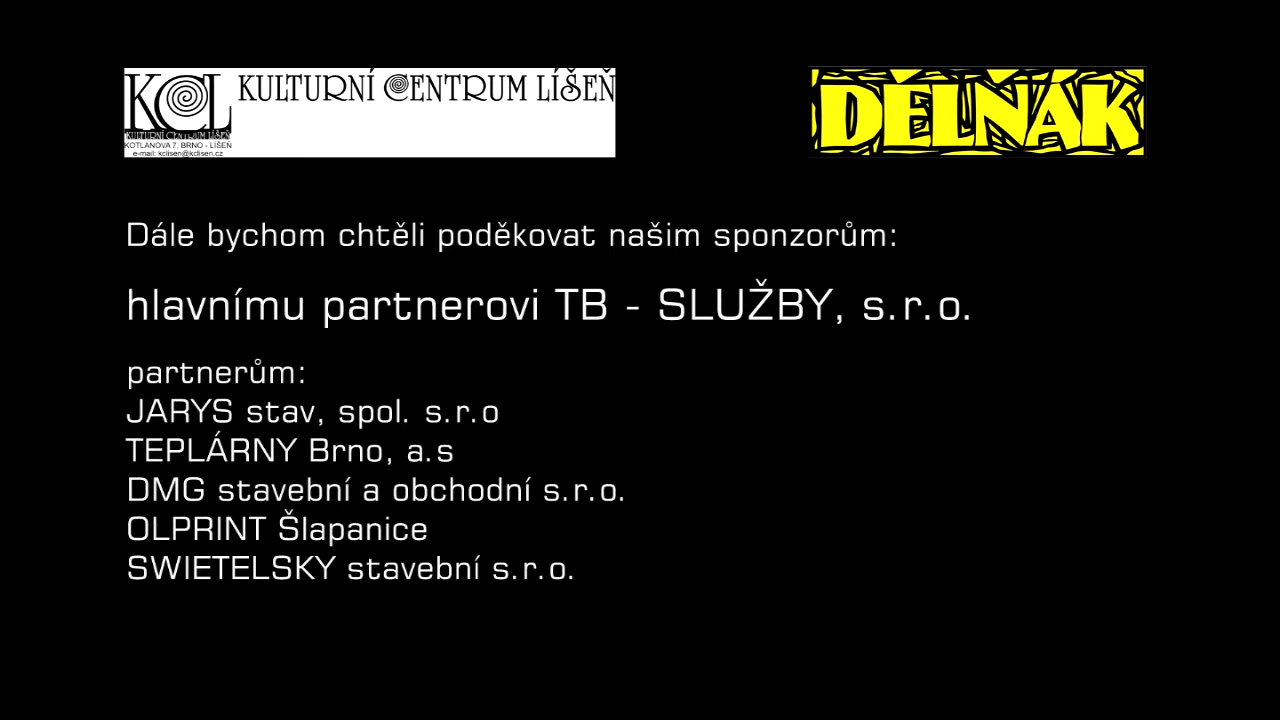 KCL
KULTURNÍ CENTRUM LÍŠEŇ
KULTURNÍ CENTRUM LÍŠEŇ
KOTLANOVA 7, BRNO - LÍŠEŇ
e-mail: kclisen@kclisen.cz
DĚLŇÁK
Dále bychom chtěli poděkovat našim sponzorům:
hlavnímu partnerovi TB - SLUŽBY, s.r.o.
partnerům:
JARYS stav, spol. s.r.o
TEPLÁRNY Brno, a.s
DMG stavební a obchodní s.r.o.
OLPRINT Šlapanice
SWIETELSKY stavební s.r.o.